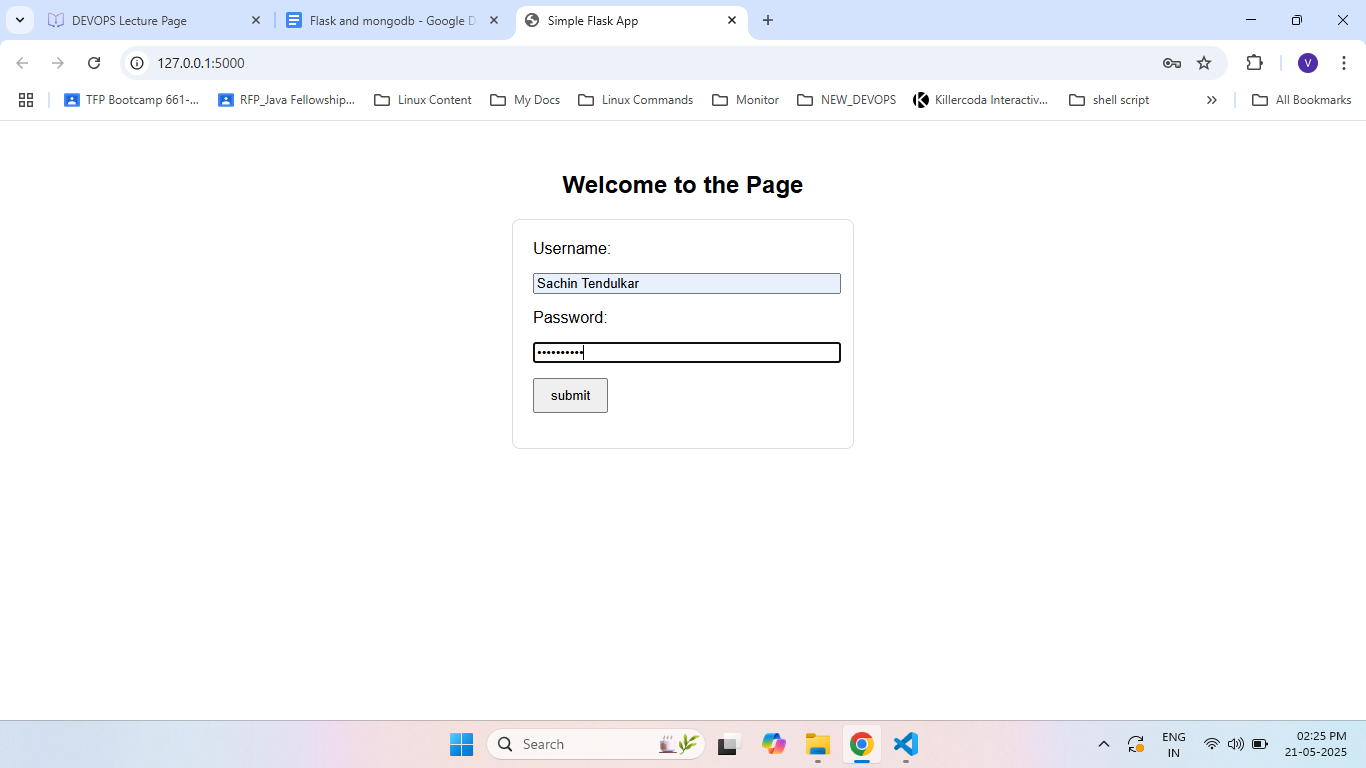 DEVOPS Lecture Page
Flask and mongodb - Google D
Simple Flask App
127.0.0.1:5000
V
TFP Bootcamp 661-...
RFP_Java Fellowship...
Linux Content
My Docs
Linux Commands
Monitor
NEW_DEVOPS
Killercoda Interactiv...
shell script
All Bookmarks
Welcome to the Page
Username:
Sachin Tendulkar
Password:
••••••••••
submit
Search
ENG
IN
02:25 PM
21-05-2025